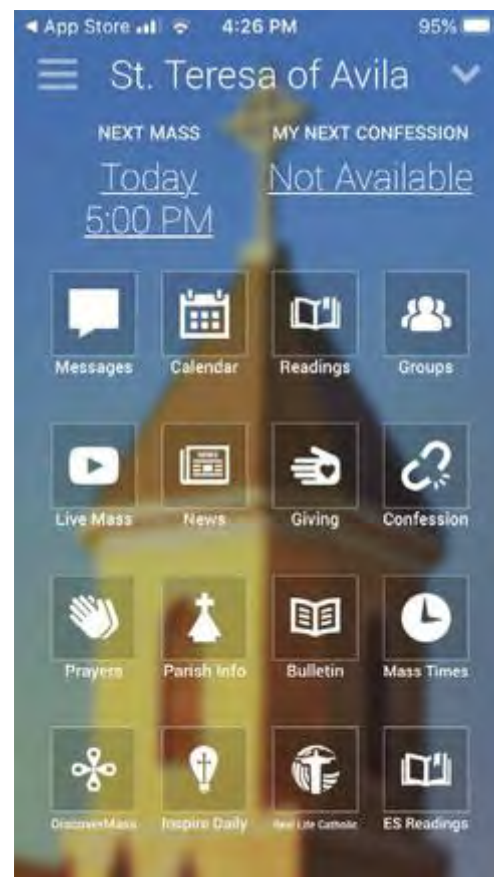 App Store 4:26 PM 95%
St. Teresa of Avila
NEXT MASS MY NEXT CONFESSION
Today Not Available
5:00 PM
Messages Calendar Readings Groups
NEWS
Live Mass News Giving Confession
Prayers Parish Info Bulletin Mass Times
DiscoverMass Inspire Daily Real Life Catholic ES Readings